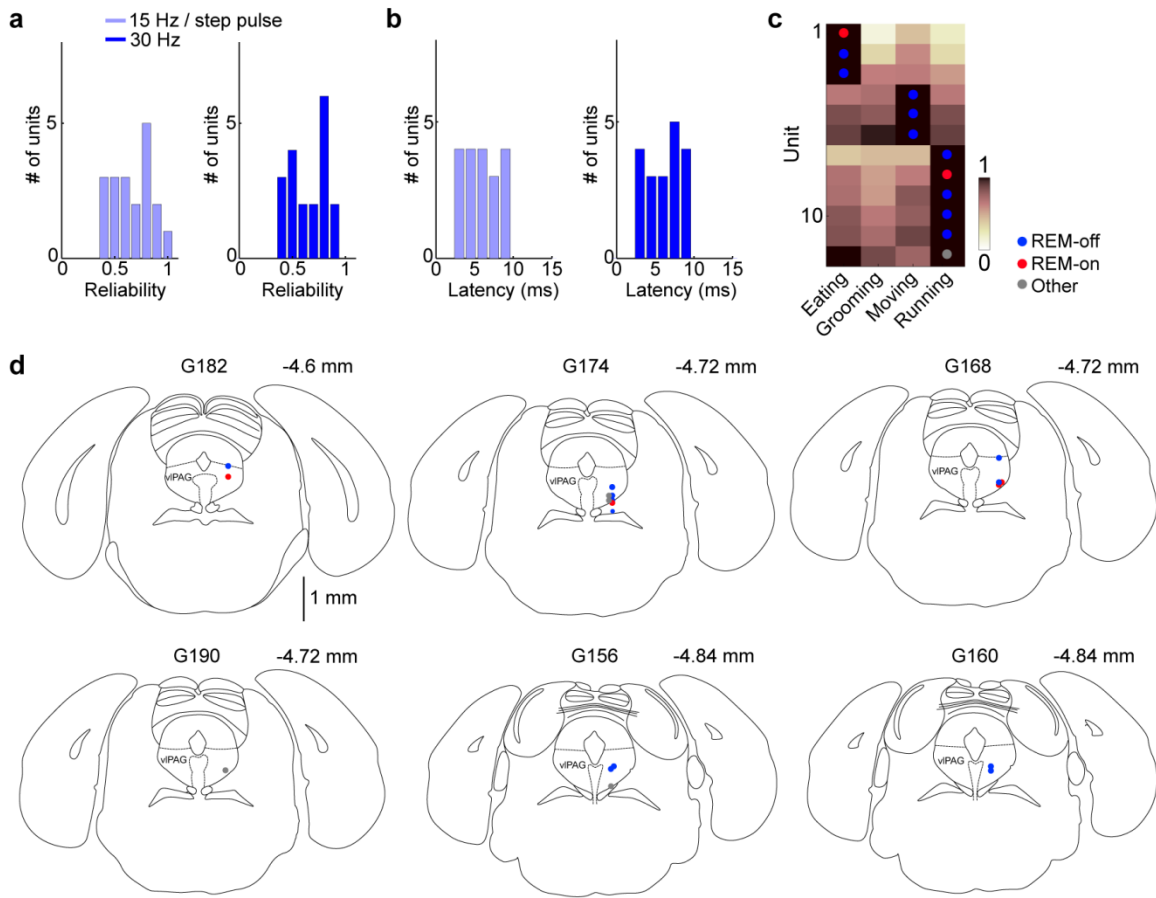 a
15 Hz / step pulse
30 Hz
# of units
5
0
0
0.5
1
Reliability
# of units
5
0
0
0.5
1
Reliability
b
# of units
5
0
0
5
10
15
Latency (ms)
# of units
5
0
0
5
10
15
Latency (ms)
c
Unit
1
10
Eating
Grooming
Moving
Running
1
0
REM-off
REM-on
Other
d
G182
-4.6 mm
vlPAG
1 mm
G174
-4.72 mm
vlPAG
G168
-4.72 mm
vlPAG
G190
-4.72 mm
vlPAG
G156
-4.84 mm
vlPAG
G160
-4.84 mm
vlPAG